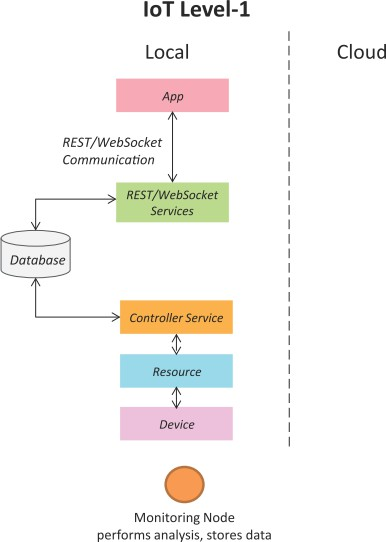 IoT Level-1
Local
Cloud
App
REST/WebSocket
Communication
REST/WebSocket
Services
Database
Controller Service
Resource
Device
Monitoring Node
performs analysis, stores data